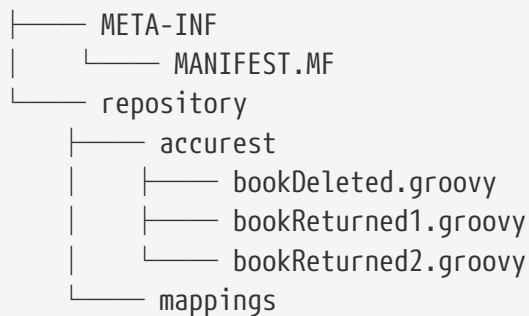 ├── META-INF
│   └── MANIFEST.MF
└── repository
    ├── accurest
    │   ├── bookDeleted.groovy
    │   ├── bookReturned1.groovy
    │   └── bookReturned2.groovy
    └── mappings